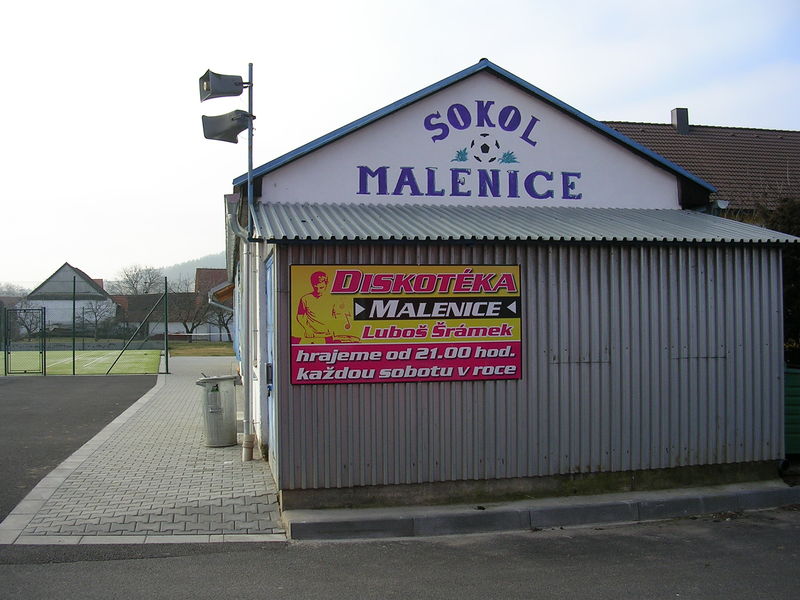 SOKOL
MALENICE
DISKOTÉKA
MALENICE
Luboš Šrámek
hrajeme od 21.00 hod.
každou sobotu v roce